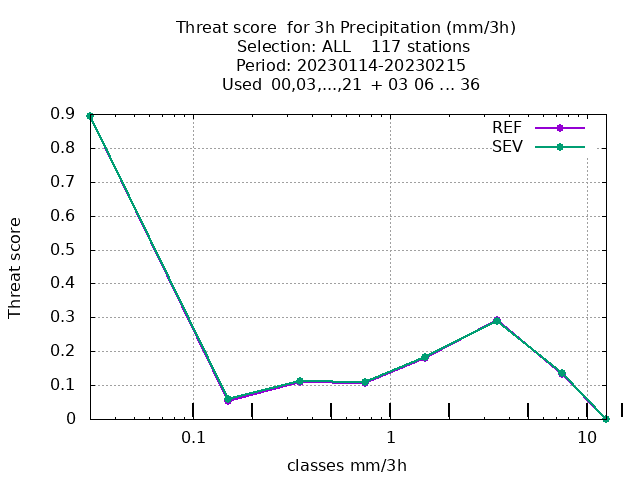 Threat score  for 3h Precipitation (mm/3h)
Selection: ALL    117 stations
Period: 20230114-20230215
Used  00,03,...,21  + 03 06 ... 36
REF
SEV
0.9
0.8
0.7
0.6
0.5
0.4
0.3
0.2
0.1
0
Threat score
0.1
1
10
classes mm/3h